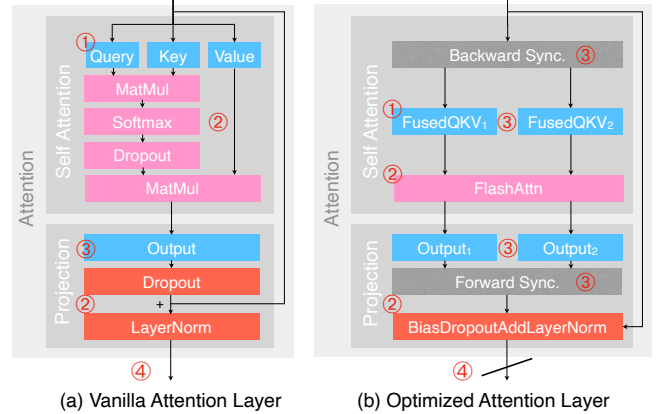 Attention
Self Attention
①
Query
Key
Value
MatMul
Softmax
②
Dropout
MatMul
Projection
③
Output
Dropout
②
+
LayerNorm
④
(a) Vanilla Attention Layer
Attention
Self Attention
Backward Sync. ③
①
FusedQKV₁ ③ FusedQKV₂
②
FlashAttn
Projection
Output₁ ③ Output₂
Forward Sync. ③
②
BiasDropoutAddLayerNorm
④
(b) Optimized Attention Layer